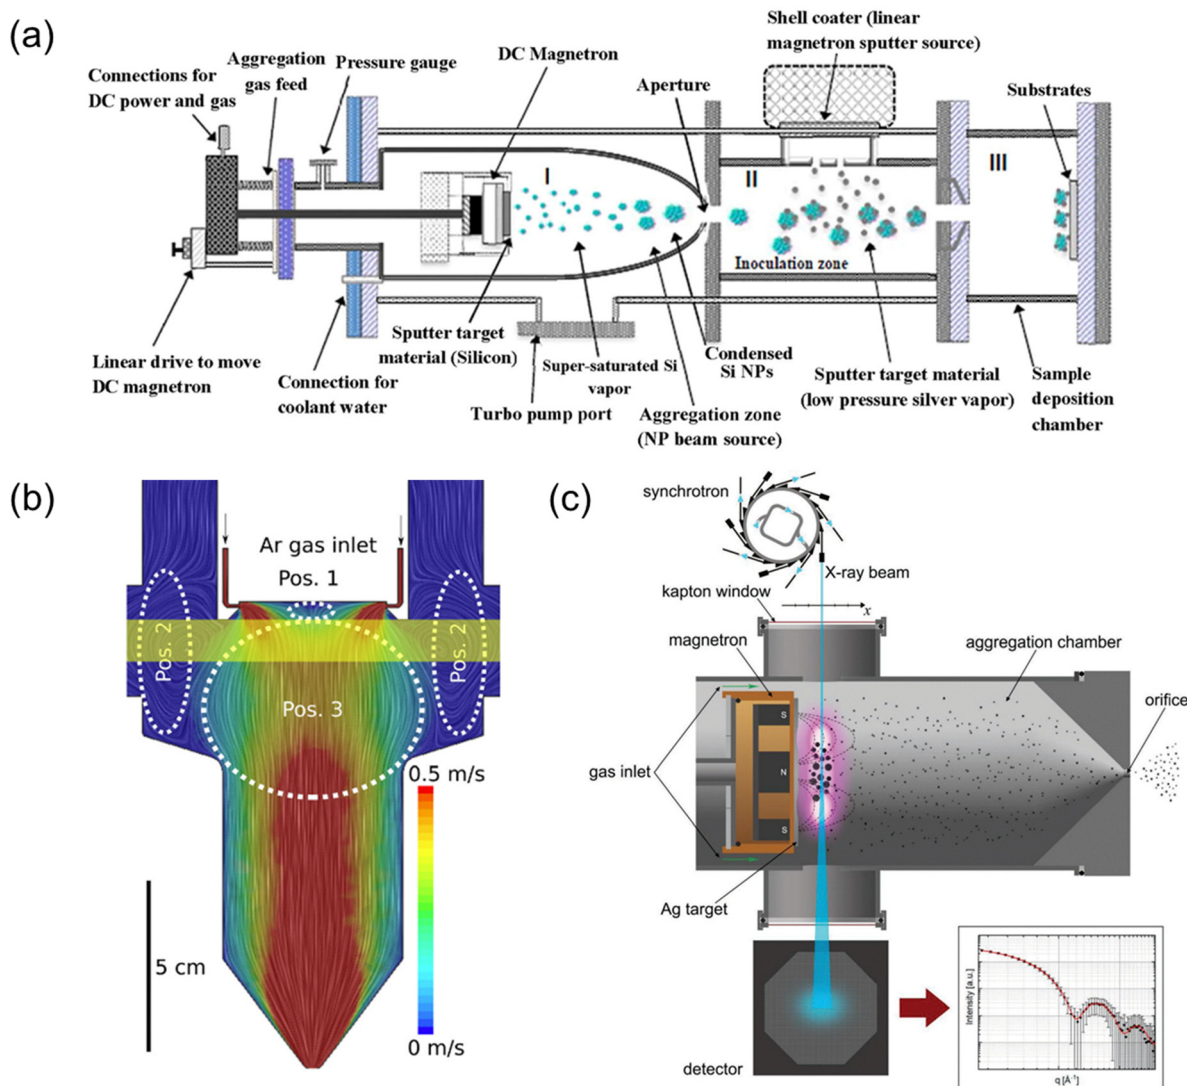 (a)
Connections for
DC power and gas
Aggregation
gas feed
Pressure gauge
DC Magnetron
Aperture
Shell coater (linear
magnetron sputter source)
Substrates
I
II
III
Inoculation zone
Linear drive to move
DC magnetron
Connection for
coolant water
Sputter target
material (Silicon)
Turbo pump port
Super-saturated Si
vapor
Aggregation zone
(NP beam source)
Condensed
Si NPs
Sputter target material
(low pressure silver vapor)
Sample
deposition
chamber
(b)
Ar gas inlet
Pos. 1
Pos. 2
Pos. 2
Pos. 3
0.5 m/s
0 m/s
5 cm
(c)
synchrotron
X-ray beam
kapton window
x
magnetron
aggregation chamber
orifice
S
N
S
gas inlet
Ag target
detector
Intensity [a.u.]
q [Å⁻¹]